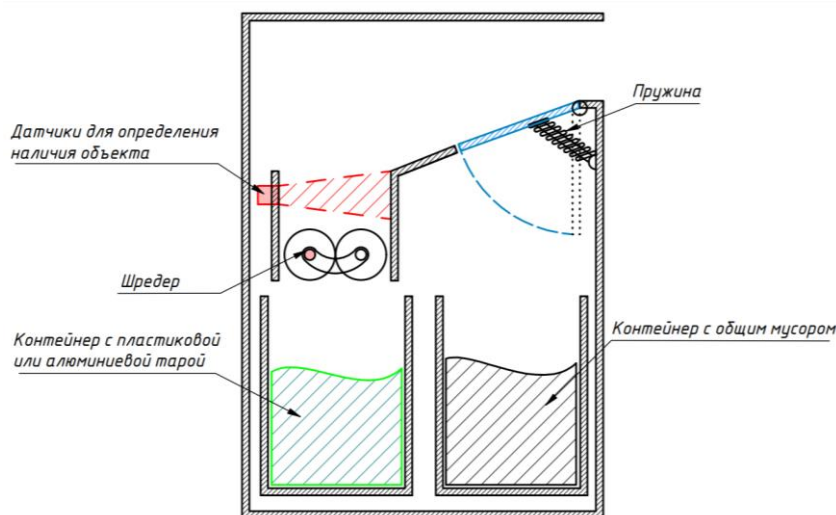 Пружина
Датчики для определения
наличия объекта
Шредер
Контейнер с пластиковой
или алюминиевой тарой
Контейнер с общим мусором